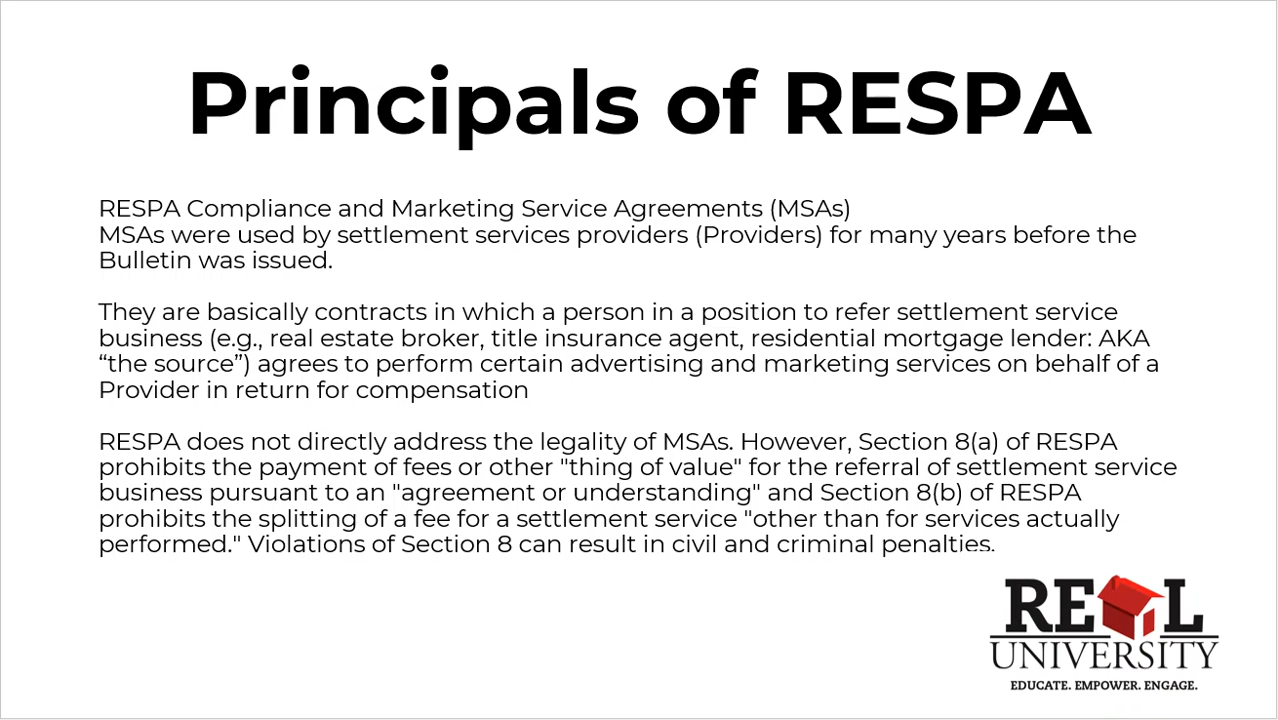 Principals of RESPA
RESPA Compliance and Marketing Service Agreements (MSAs)
MSAs were used by settlement services providers (Providers) for many years before the
Bulletin was issued.
They are basically contracts in which a person in a position to refer settlement service
business (e.g., real estate broker, title insurance agent, residential mortgage lender: AKA
“the source”) agrees to perform certain advertising and marketing services on behalf of a
Provider in return for compensation
RESPA does not directly address the legality of MSAs. However, Section 8(a) of RESPA
prohibits the payment of fees or other "thing of value" for the referral of settlement service
business pursuant to an "agreement or understanding" and Section 8(b) of RESPA
prohibits the splitting of a fee for a settlement service "other than for services actually
performed." Violations of Section 8 can result in civil and criminal penalties.
REAL
UNIVERSITY
EDUCATE. EMPOWER. ENGAGE.